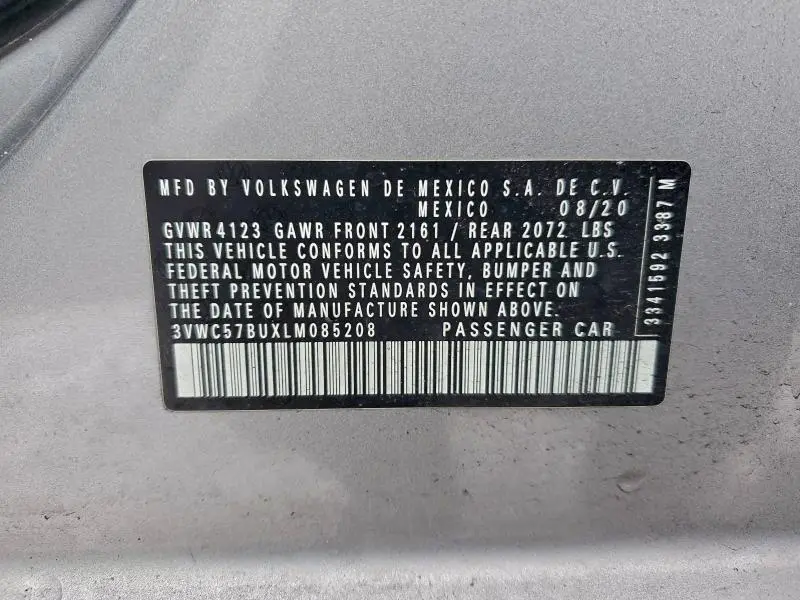 MFD BY VOLKSWAGEN DE MEXICO S.A. DE C.V.
MEXICO 08/20
GVWR 4123 GAWR FRONT 2161 / REAR 2072 LBS
THIS VEHICLE CONFORMS TO ALL APPLICABLE U.S.
FEDERAL MOTOR VEHICLE SAFETY, BUMPER AND
THEFT PREVENTION STANDARDS IN EFFECT ON
THE DATE OF MANUFACTURE SHOWN ABOVE.
3VWC57BUXLM085208 PASSENGER CAR
3341592 3387 M